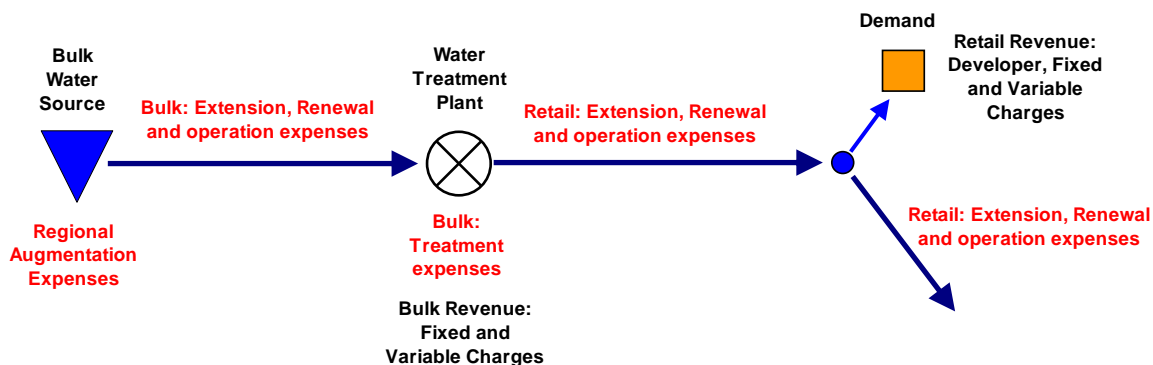 Bulk
Water
Source
Bulk: Extension, Renewal
and operation expenses
Regional
Augmentation
Expenses
Water
Treatment
Plant
Bulk:
Treatment
expenses
Bulk Revenue:
Fixed and
Variable Charges
Retail: Extension, Renewal
and operation expenses
Demand
Retail Revenue:
Developer, Fixed
and Variable
Charges
Retail: Extension, Renewal
and operation expenses